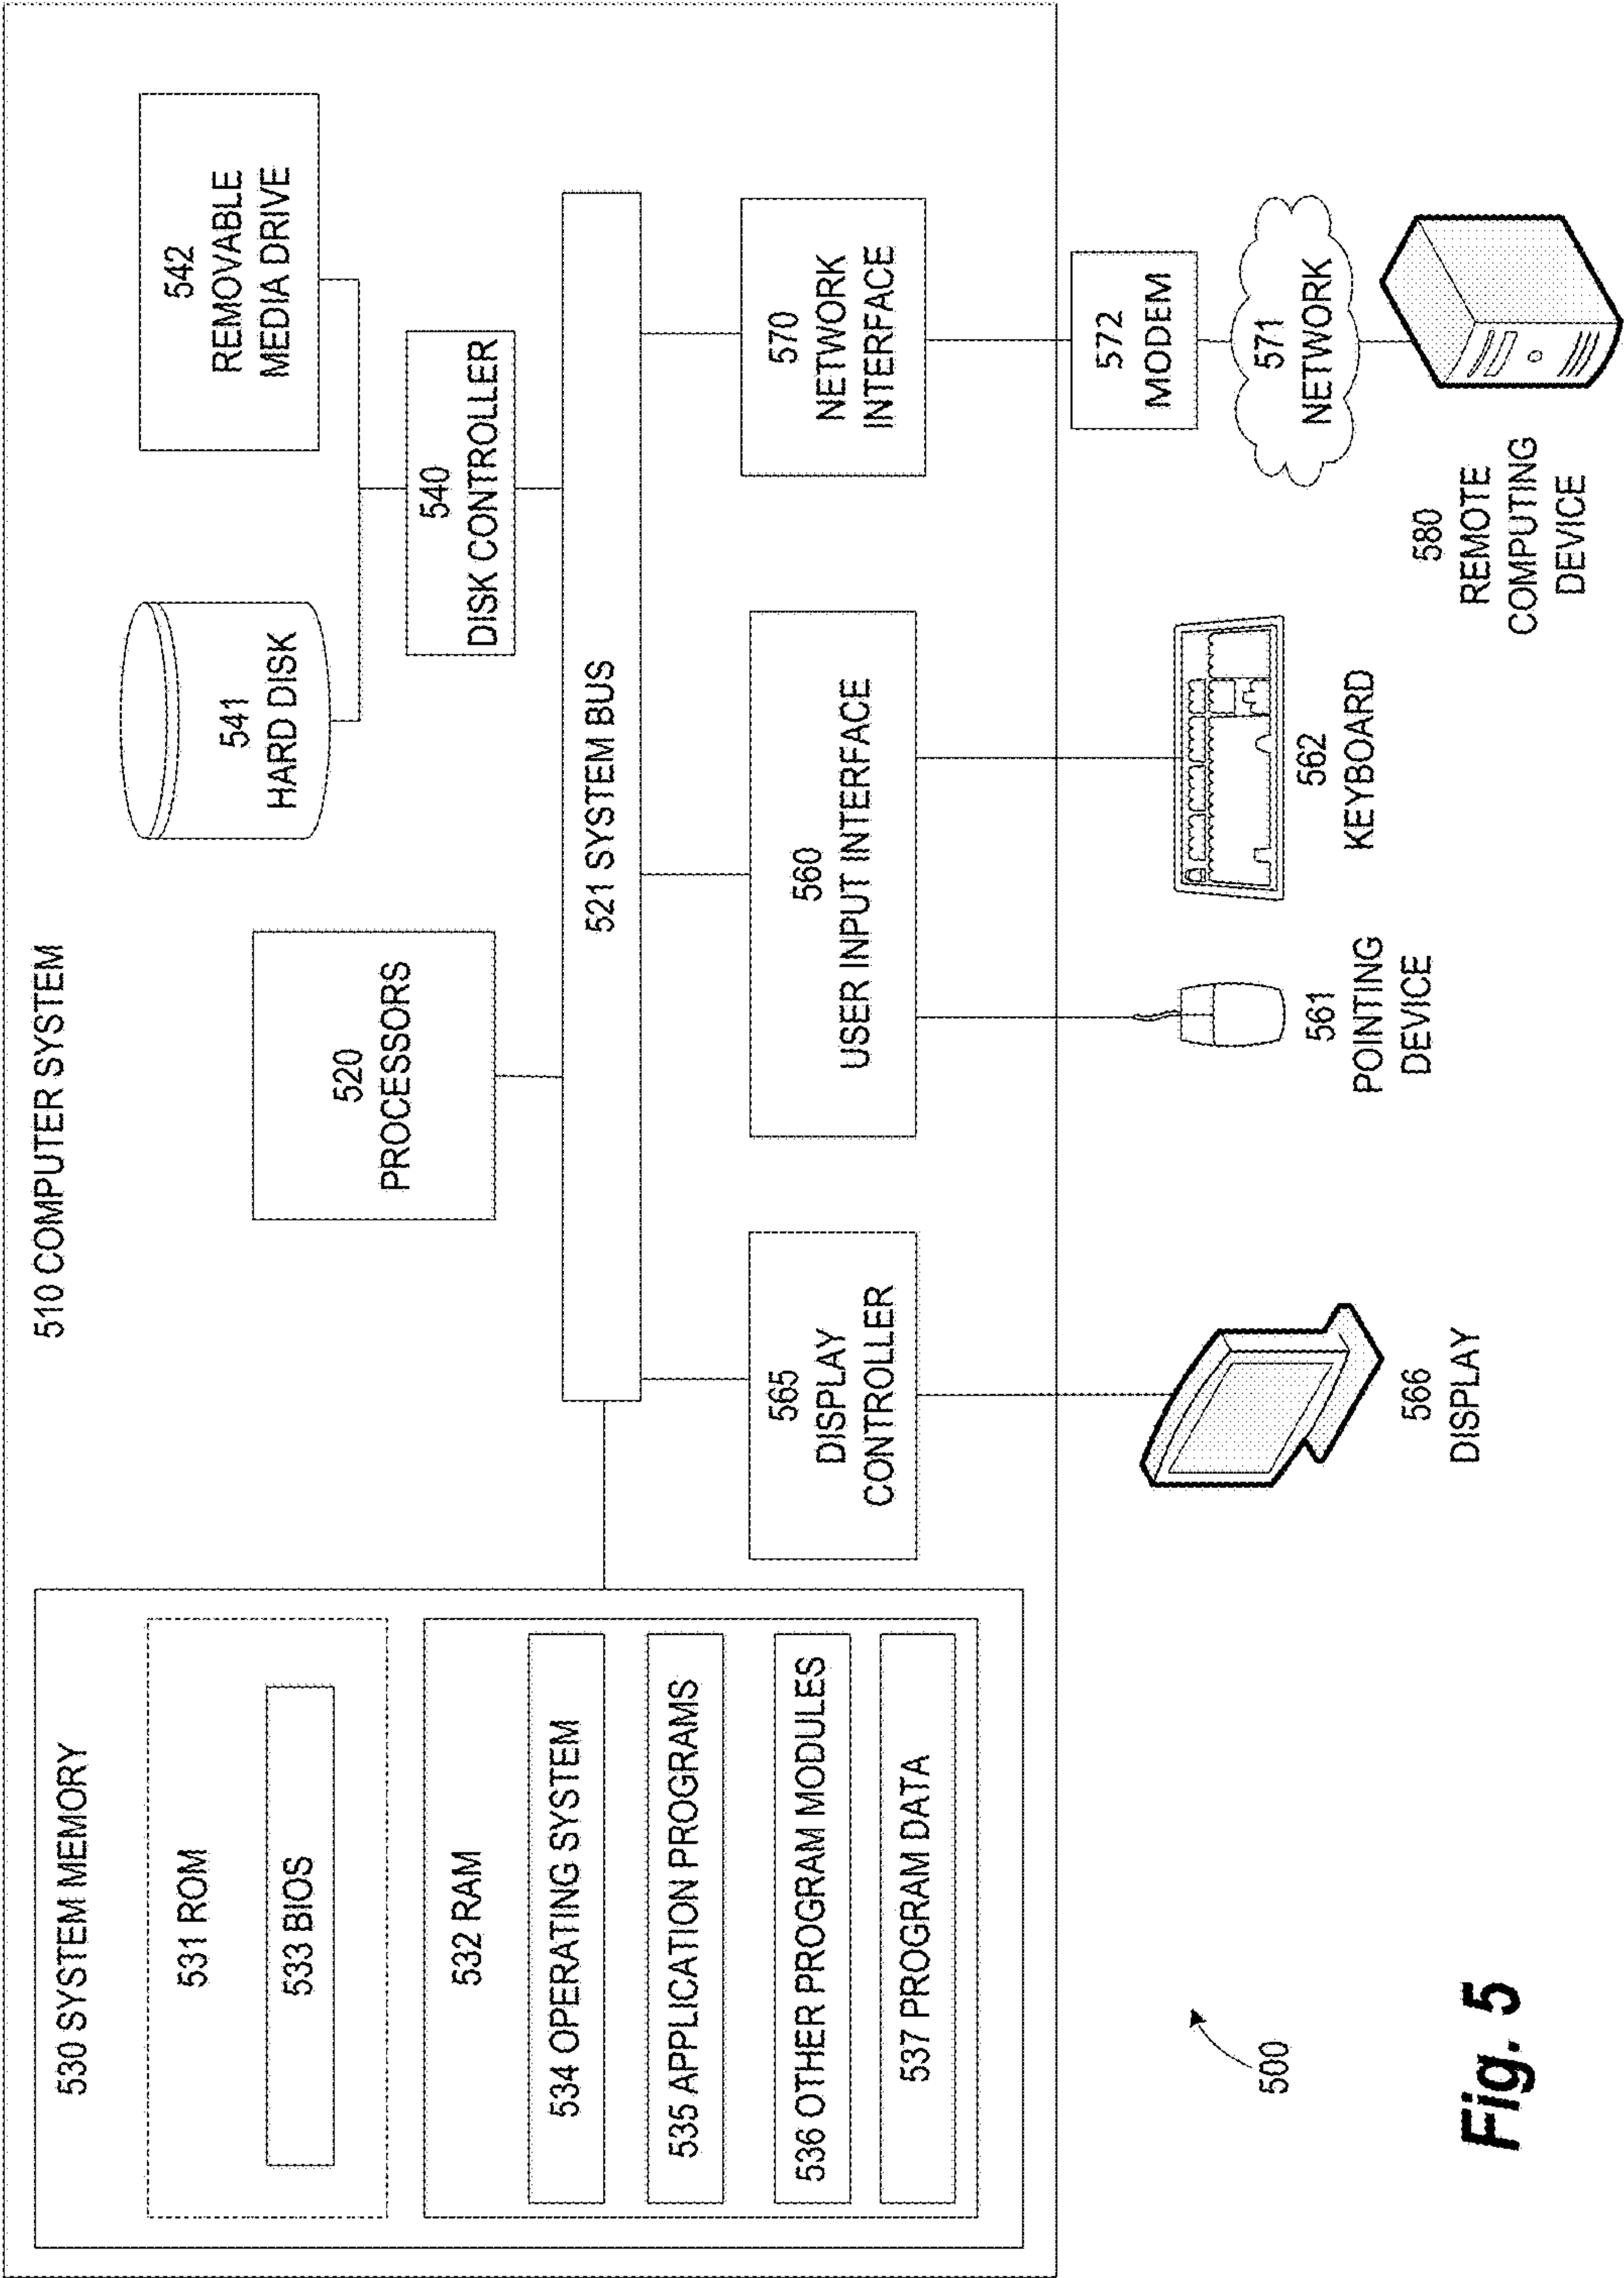 510 COMPUTER SYSTEM
530 SYSTEM MEMORY
531 ROM
533 BIOS
532 RAM
534 OPERATING SYSTEM
535 APPLICATION PROGRAMS
536 OTHER PROGRAM MODULES
537 PROGRAM DATA
520
PROCESSORS
541
HARD DISK
542
REMOVABLE
MEDIA DRIVE
540
DISK CONTROLLER
521 SYSTEM BUS
565
DISPLAY
CONTROLLER
560
USER INPUT INTERFACE
570
NETWORK
INTERFACE
572
MODEM
571
NETWORK
566
DISPLAY
561
POINTING
DEVICE
562
KEYBOARD
580
REMOTE
COMPUTING
DEVICE
500
Fig. 5